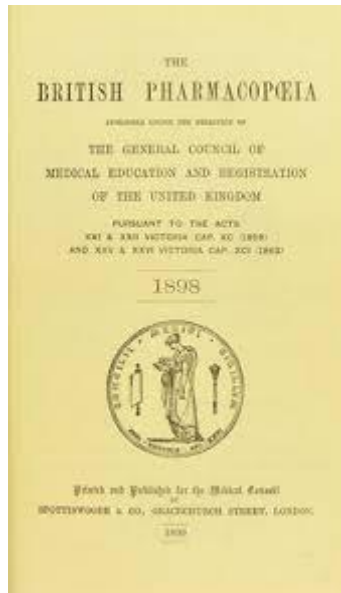 THE
BRITISH PHARMACOPŒIA
PUBLISHED UNDER THE DIRECTION OF
THE GENERAL COUNCIL OF
MEDICAL EDUCATION AND REGISTRATION
OF THE UNITED KINGDOM
PURSUANT TO THE ACTS
XXI & XXII VICTORIA CAP. XC (1858)
AND XXV & XXVI VICTORIA CAP. XCI (1862)
1898
Printed and Published for the Medical Council
BY
SPOTTISWOODE & CO., GRACECHURCH STREET, LONDON.